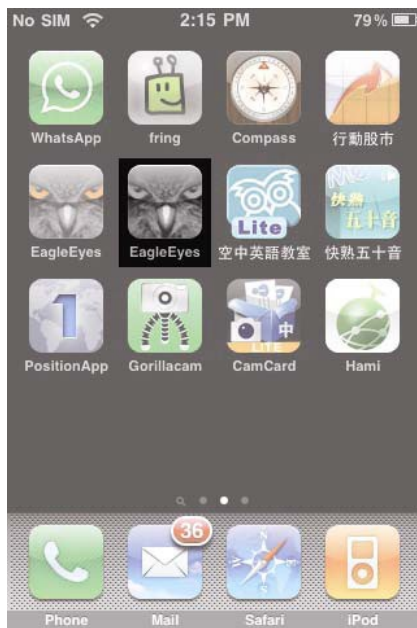 No SIM 2:15 PM 79%
WhatsApp fring Compass 行動股市
Lite
快熟
五十音
EagleEyes EagleEyes 空中英語教室 快熟五十音
1 中
LITE
PositionApp Gorillacam CamCard Hami
36
Phone Mail Safari iPod